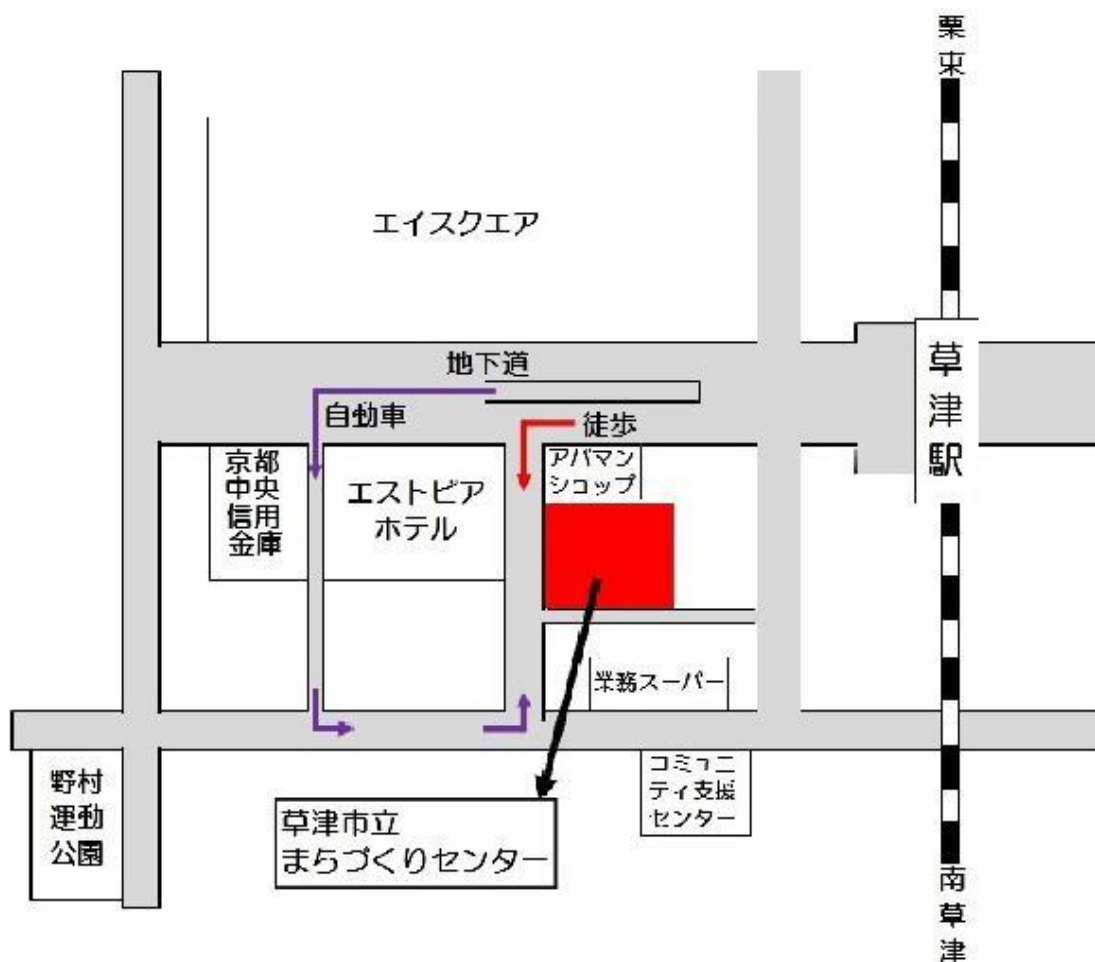 栗東
エイスクエア
地下道
草津駅
自動車
徒歩
京都
中央
信用
金庫
エストピア
ホテル
アパマン
ショップ
業務スーパー
野村
運動
公園
コミュニ
ティ支援
センター
草津市立
まちづくりセンター
南草津